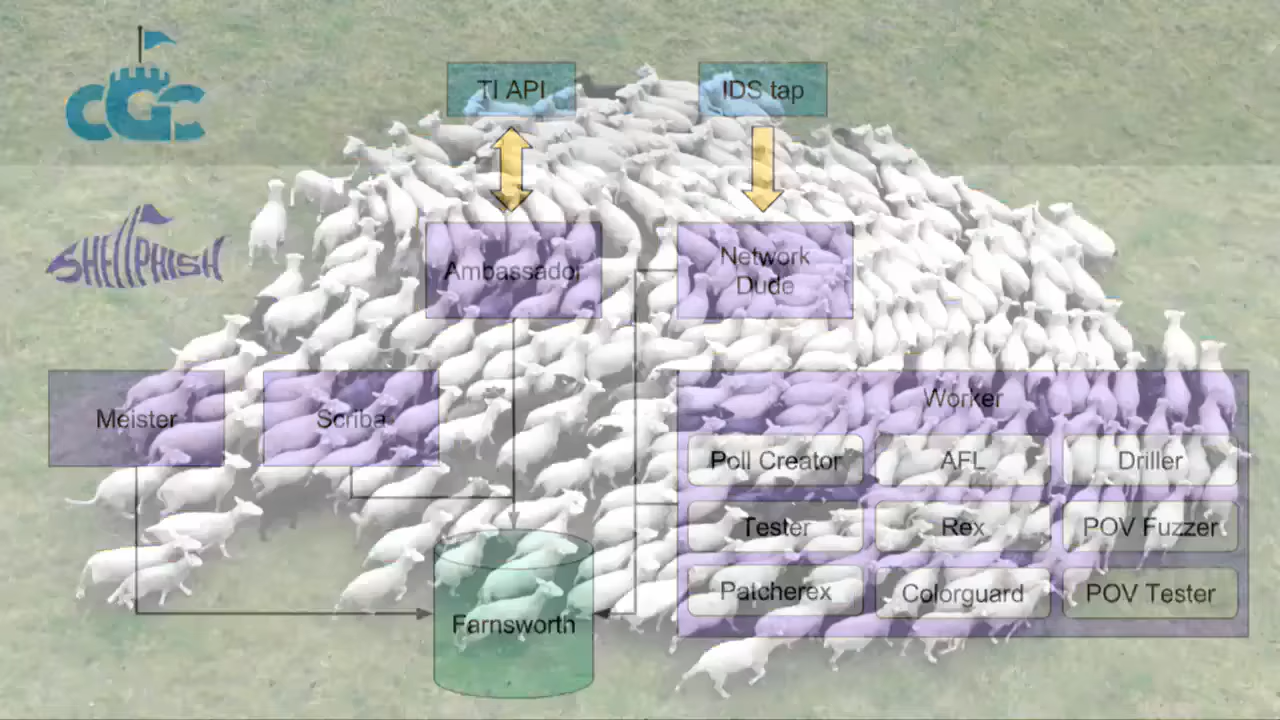 CGC
TI API
IDS tap
SHELLPHISH
Ambassador
Network
Dude
Meister
Scriba
Worker
Poll Creator
AFL
Driller
Tester
Rex
POV Fuzzer
Patcherex
Colorguard
POV Tester
Farnsworth